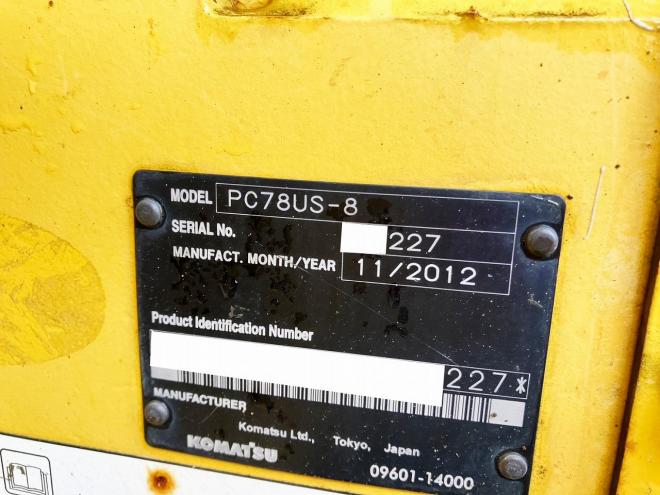 MODEL PC78US-8
SERIAL No. 227
MANUFACT. MONTH/YEAR 11/2012
Product Identification Number
227*
MANUFACTURER
Komatsu Ltd., Tokyo, Japan
KOMATSU
09601-14000